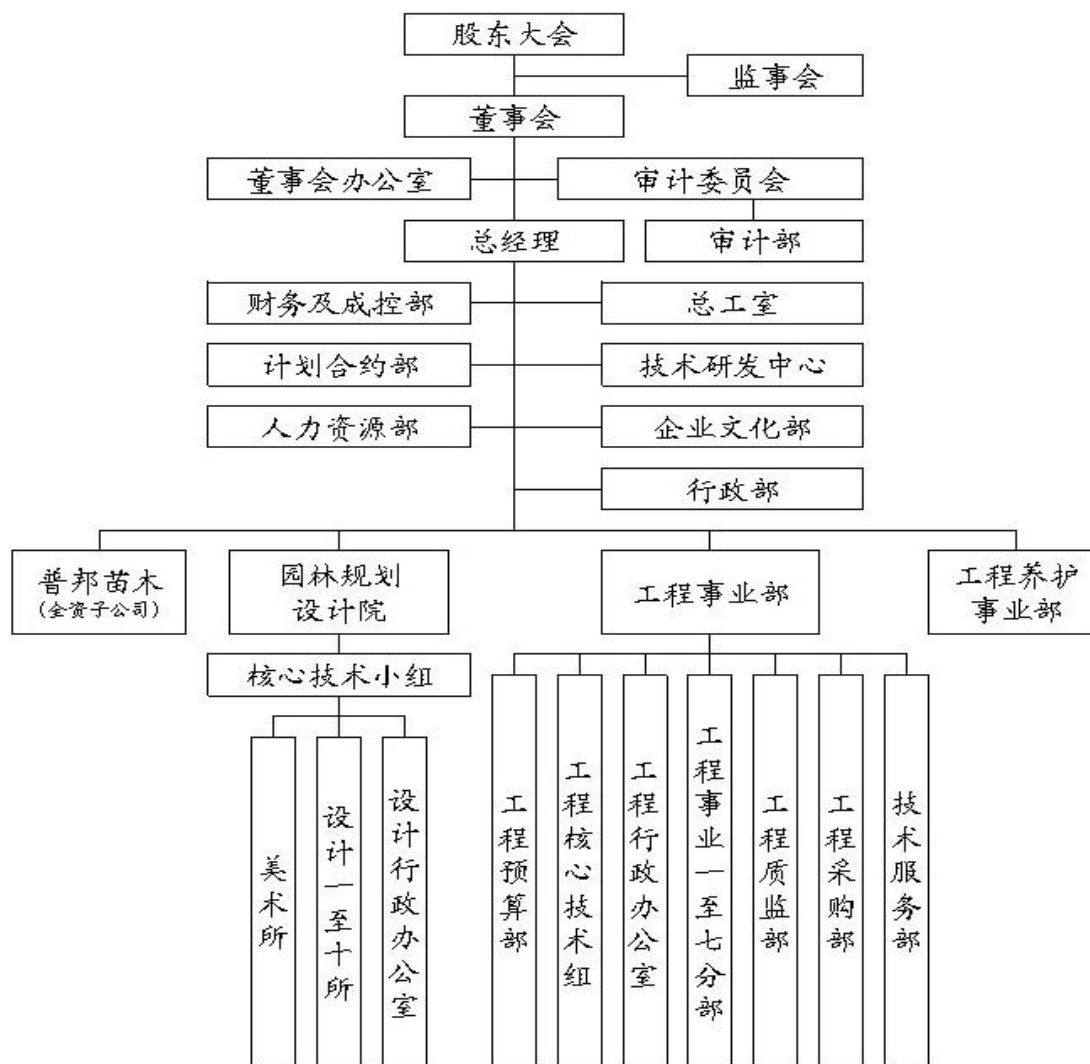 股东大会
监事会
董事会
董事会办公室
审计委员会
总经理
审计部
财务及成控部
总工室
计划合约部
技术研发中心
人力资源部
企业文化部
行政部
普邦苗木
(全资子公司)
园林规划
设计院
工程事业部
工程养护
事业部
核心技术小组
美术所
设计一至十所
设计行政办公室
工程预算部
工程核心技术组
工程行政办公室
工程事业一至七分部
工程质监部
工程采购部
技术服务部